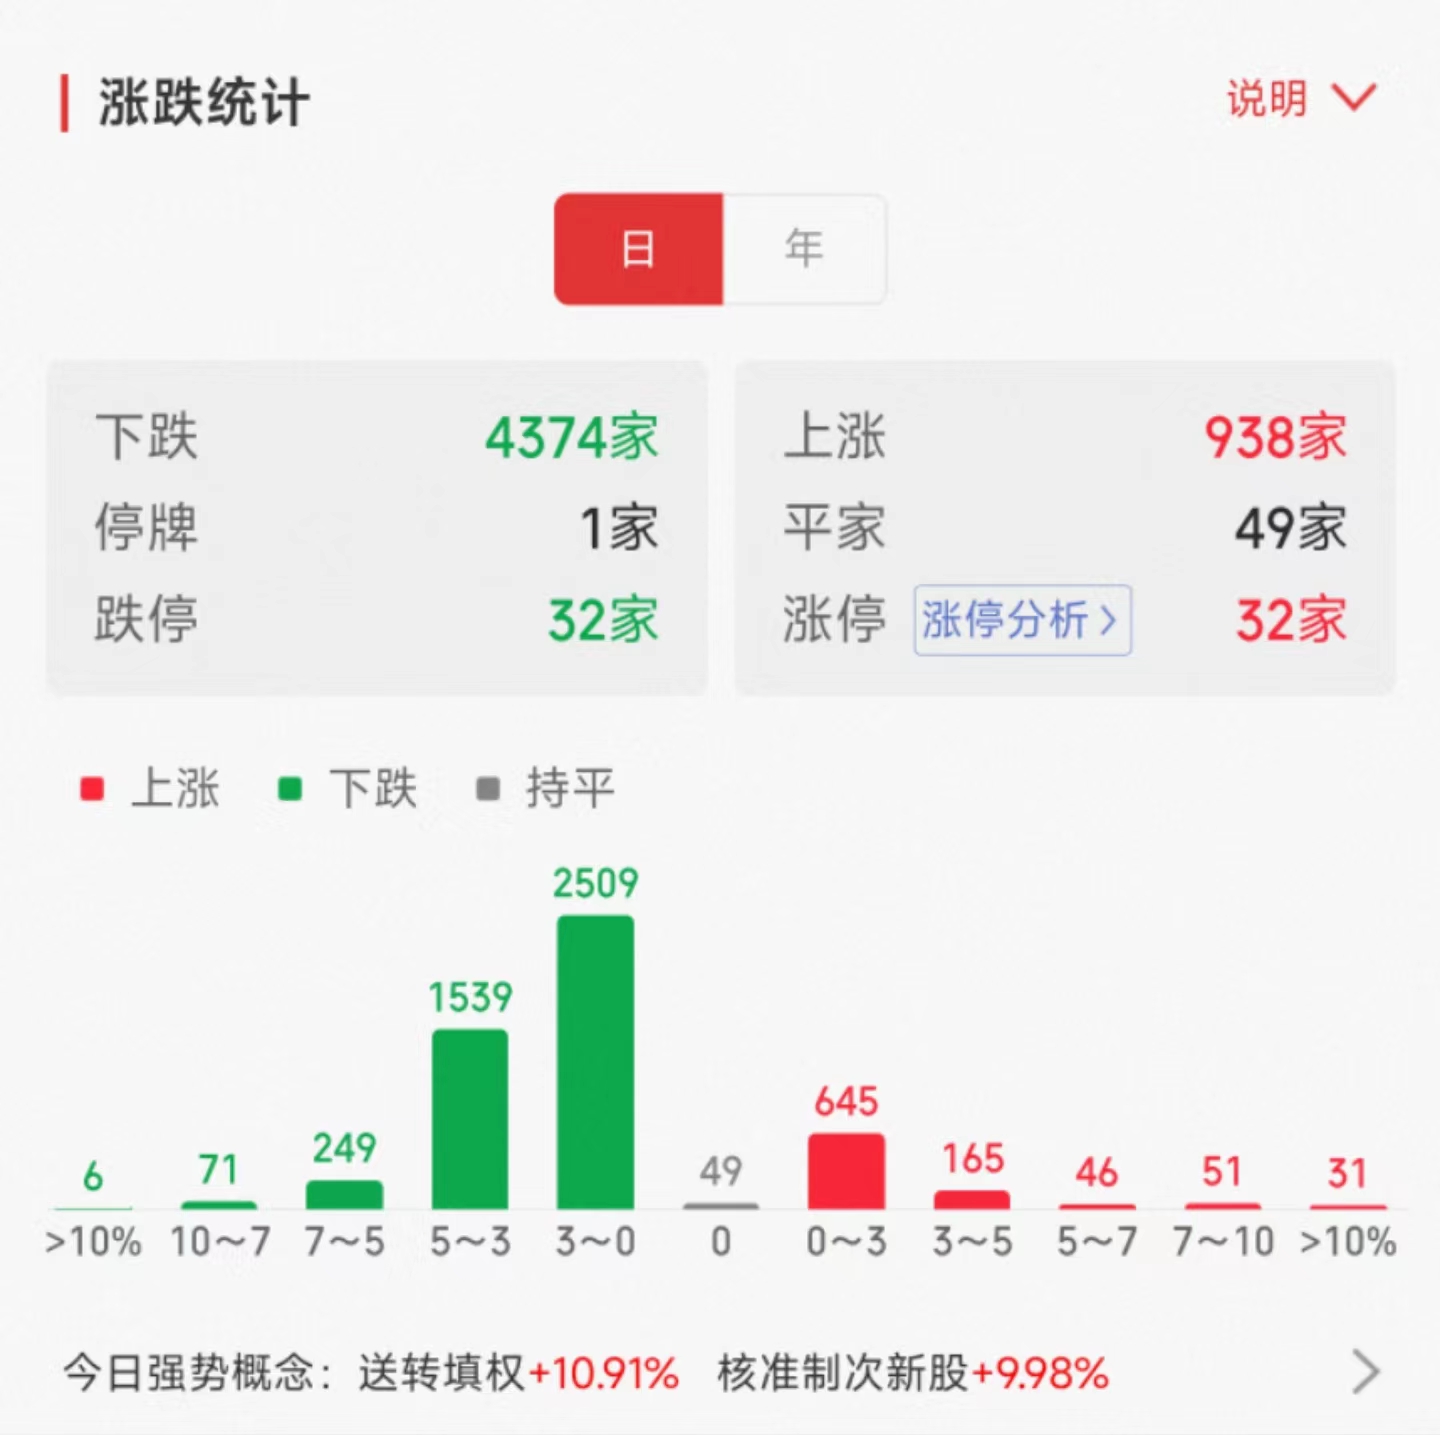 涨跌统计 说明
日 年
下跌 4374家 上涨 938家
停牌 1家 平家 49家
跌停 32家 涨停 涨停分析> 32家
上涨 下跌 持平
2509
1539
645
249 165
6 71 49 46 51 31
>10% 10~7 7~5 5~3 3~0 0 0~3 3~5 5~7 7~10 >10%
今日强势概念：送转填权+10.91% 核准制次新股+9.98%